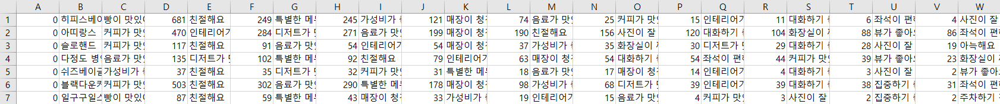 A B C D E F G H I J K L M N O P Q R S T U V W
1 0 히피스베이 빵이 맛있 681 친절해요 249 특별한 메뉴 245 가성비가 121 매장이 청 74 음료가 맛있 25 커피가 맛 15 인테리어가 11 대화하기 6 좌석이 편 4 사진이 잘
2 0 아띠랑스 커피가 맛있 470 인테리어가 284 디저트가 271 음료가 맛있 199 매장이 청 190 친절해요 156 사진이 잘 120 대화하기 104 화장실이 88 뷰가 좋아 86 좌석이 편
3 0 슬로핸드 커피가 맛있 117 친절해요 91 음료가 맛있 54 인테리어가 54 매장이 청 37 가성비가 35 화장실이 30 디저트가 29 대화하기 28 사진이 잘 19 아늑해요
4 0 다정도 병 음료가 맛있 135 디저트가 102 특별한 메뉴 92 친절해요 79 인테리어가 63 매장이 청 54 대화하기 54 좌석이 편 44 커피가 맛 39 뷰가 좋아 23 화장실이
5 0 쉬즈베이글 가성비가 37 친절해요 35 디저트가 32 커피가 맛있 31 특별한 메뉴 18 음료가 맛있 17 매장이 청 14 인테리어가 4 대화하기 3 사진이 잘 2 뷰가 좋아
6 0 블랙다운 커피가 맛있 503 친절해요 302 음료가 맛있 290 특별한 메뉴 178 매장이 청 98 가성비가 68 디저트가 39 인테리어가 39 대화하기 38 집중하기 31 좌석이 편
7 0 일구구일 빵이 맛있 87 친절해요 59 특별한 메뉴 43 매장이 청 33 가성비가 19 인테리어가 15 음료가 맛 4 커피가 맛 3 사진이 잘 2 집중하기 2 주차하기